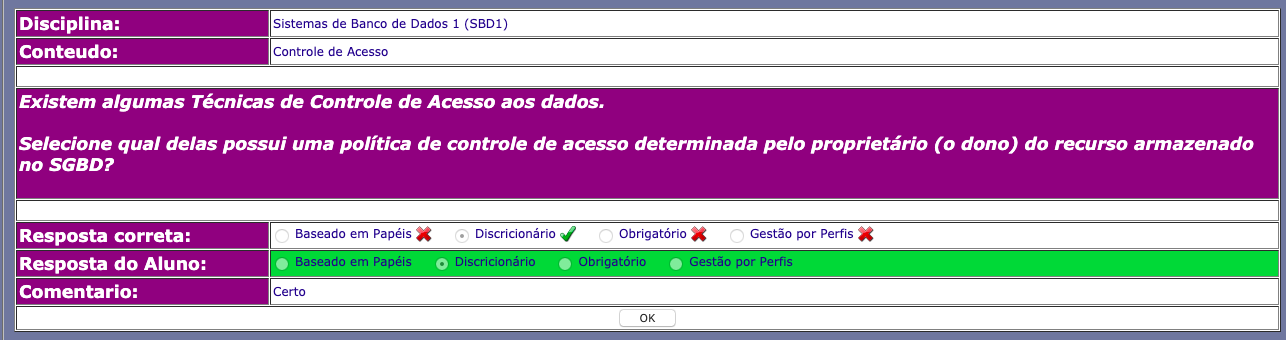 Disciplina: Sistemas de Banco de Dados 1 (SBD1)
Conteudo: Controle de Acesso
Existem algumas Técnicas de Controle de Acesso aos dados.
Selecione qual delas possui uma política de controle de acesso determinada pelo proprietário (o dono) do recurso armazenado
no SGBD?
Resposta correta: Baseado em Papéis Discricionário Obrigatório Gestão por Perfis
Resposta do Aluno: Baseado em Papéis Discricionário Obrigatório Gestão por Perfis
Comentario: Certo
OK